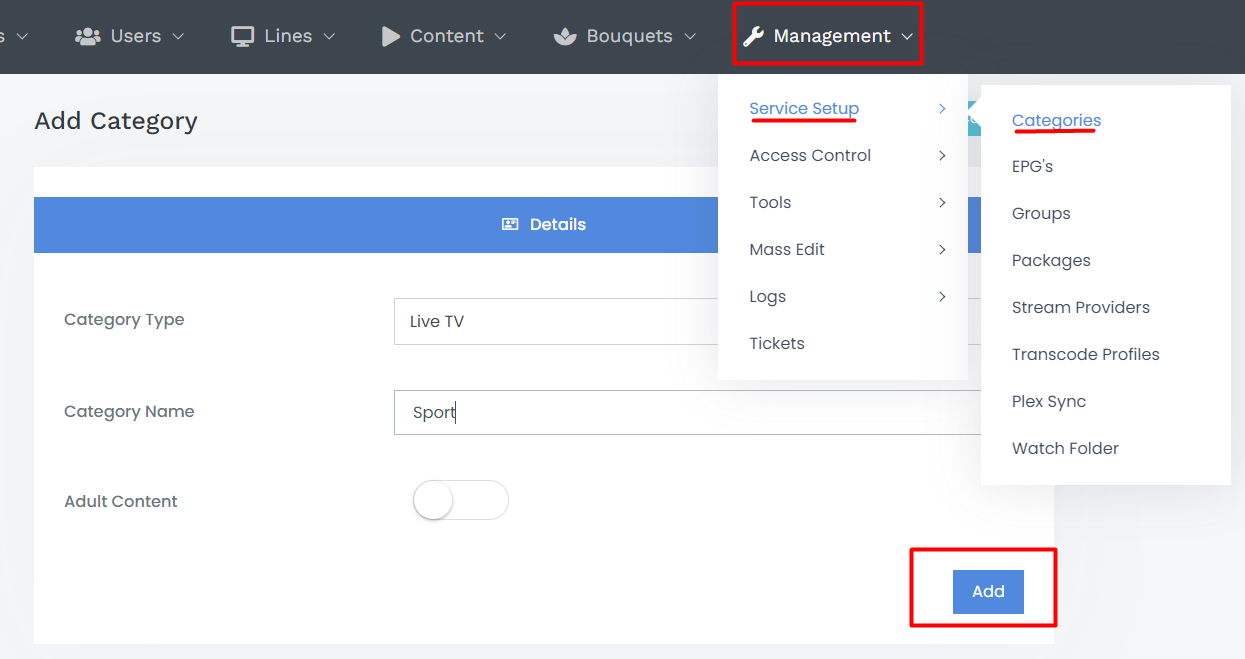 s Users Lines Content Bouquets Management
Add Category
Details
Category Type Live TV
Category Name Sport
Adult Content
Add
Service Setup
Access Control
Tools
Mass Edit
Logs
Tickets
Categories
EPG's
Groups
Packages
Stream Providers
Transcode Profiles
Plex Sync
Watch Folder